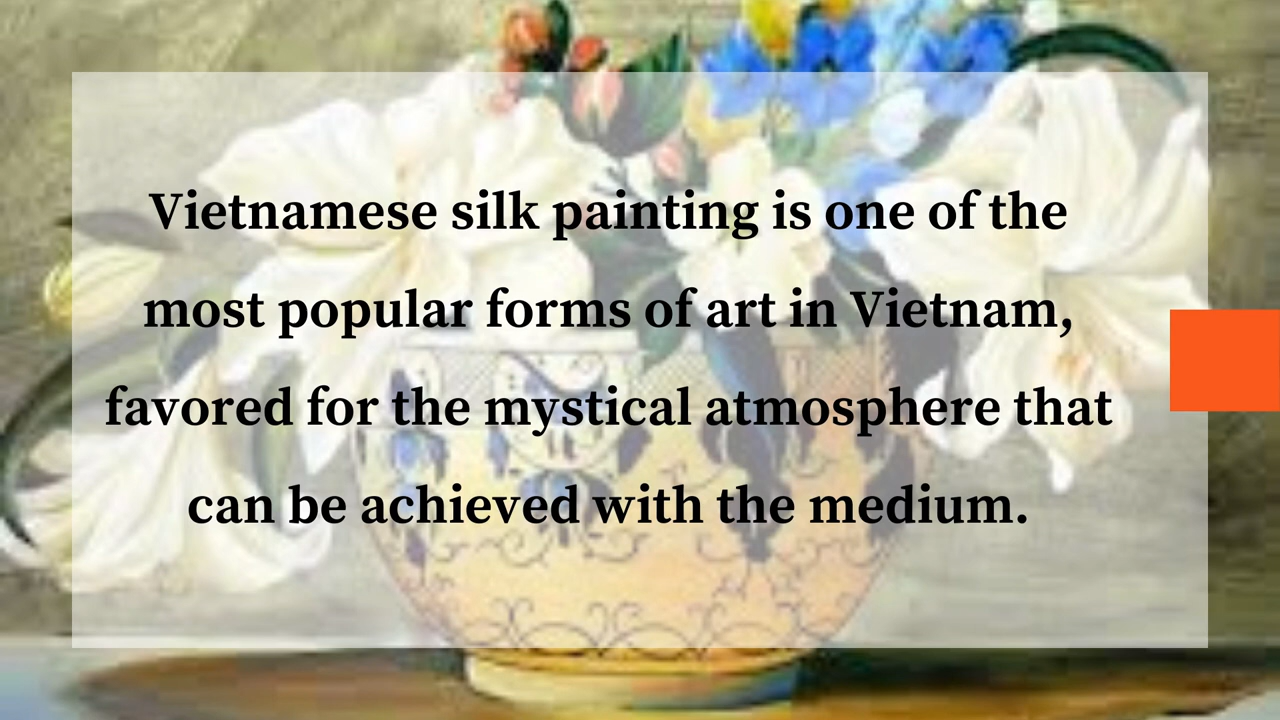 Vietnamese silk painting is one of the
most popular forms of art in Vietnam,
favored for the mystical atmosphere that
can be achieved with the medium.